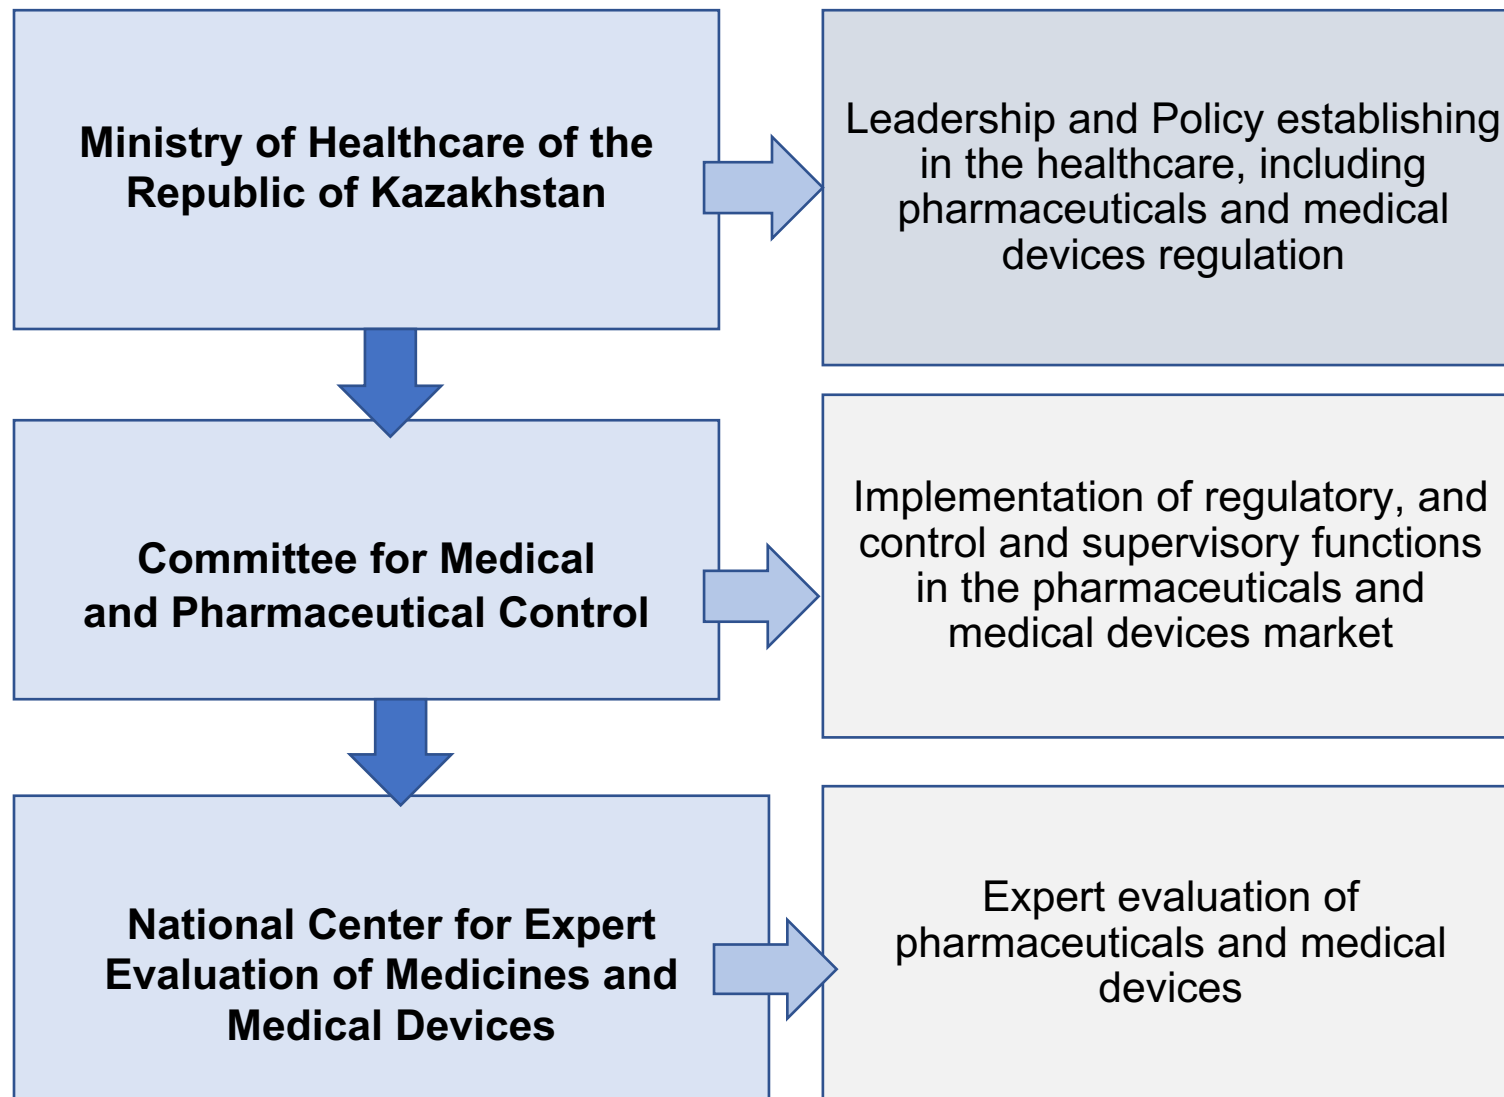 Ministry of Healthcare of the
Republic of Kazakhstan
Leadership and Policy establishing
in the healthcare, including
pharmaceuticals and medical
devices regulation
Committee for Medical
and Pharmaceutical Control
Implementation of regulatory, and
control and supervisory functions
in the pharmaceuticals and
medical devices market
National Center for Expert
Evaluation of Medicines and
Medical Devices
Expert evaluation of
pharmaceuticals and medical
devices